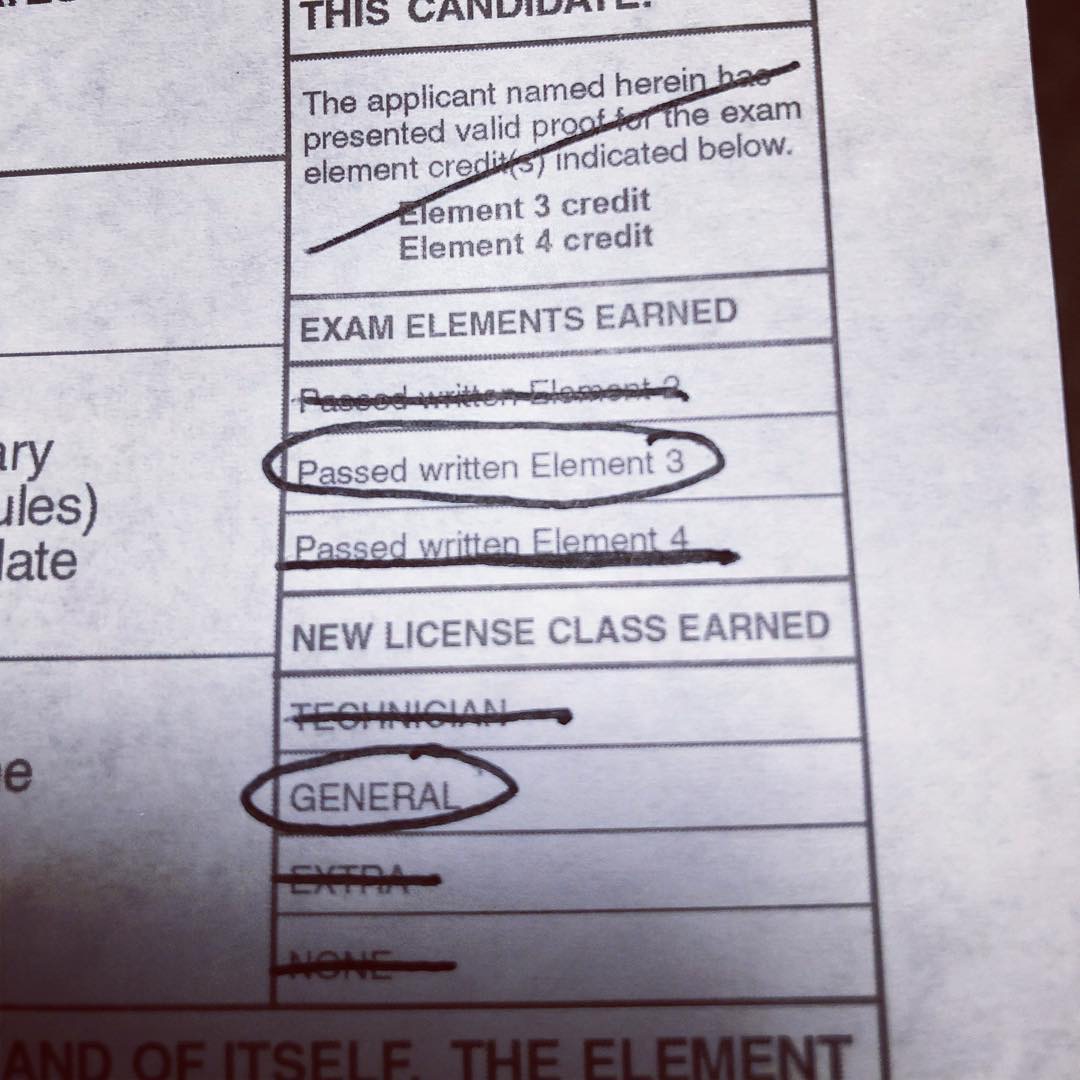 THIS CANDIDATE.
The applicant named herein has
presented valid proof for the exam
element credit(s) indicated below.
Element 3 credit
Element 4 credit
EXAM ELEMENTS EARNED
Passed written Element 2
ary
Passed written Element 3
ules)
late
Passed written Element 4
NEW LICENSE CLASS EARNED
TECHNICIAN
e
GENERAL
EXTRA
NONE
AND OF ITSELF, THE ELEMENT